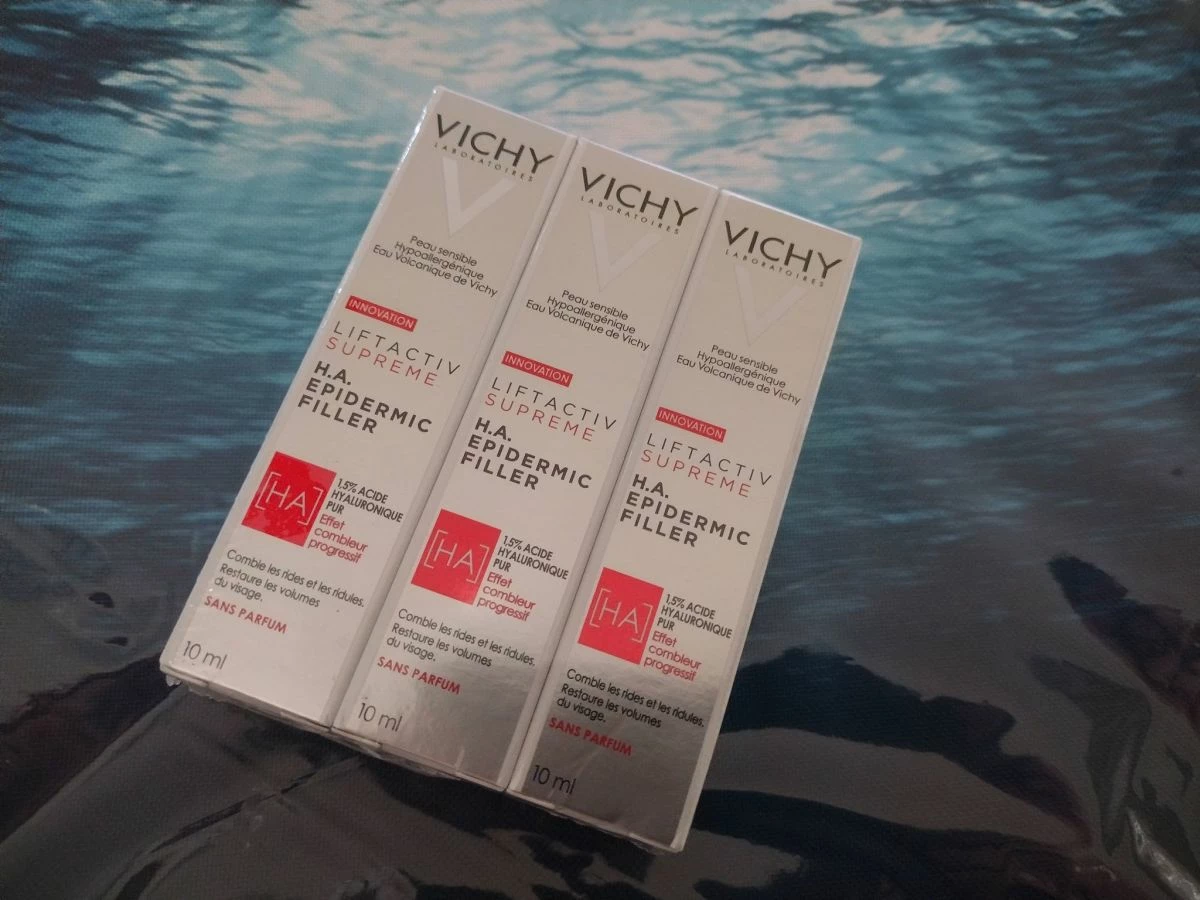 VICHY
LABORATOIRES
Peau sensible
Hypoallergénique
Eau Volcanique de Vichy
INNOVATION
LIFTACTIV
SUPREME
H.A.
EPIDERMIC
FILLER
[HA]
1,5% ACIDE
HYALURONIQUE
PUR
Effet
combleur
progressif
Comble les rides et les ridules.
Restaure les volumes
du visage.
SANS PARFUM
10 ml
VICHY
LABORATOIRES
Peau sensible
Hypoallergénique
Eau Volcanique de Vichy
INNOVATION
LIFTACTIV
SUPREME
H.A.
EPIDERMIC
FILLER
[HA]
1,5% ACIDE
HYALURONIQUE
PUR
Effet
combleur
progressif
Comble les rides et les ridules.
Restaure les volumes
du visage.
SANS PARFUM
10 ml
VICHY
LABORATOIRES
Peau sensible
Hypoallergénique
Eau Volcanique de Vichy
INNOVATION
LIFTACTIV
SUPREME
H.A.
EPIDERMIC
FILLER
[HA]
1,5% ACIDE
HYALURONIQUE
PUR
Effet
combleur
progressif
Comble les rides et les ridules.
Restaure les volumes
du visage.
SANS PARFUM
10 ml